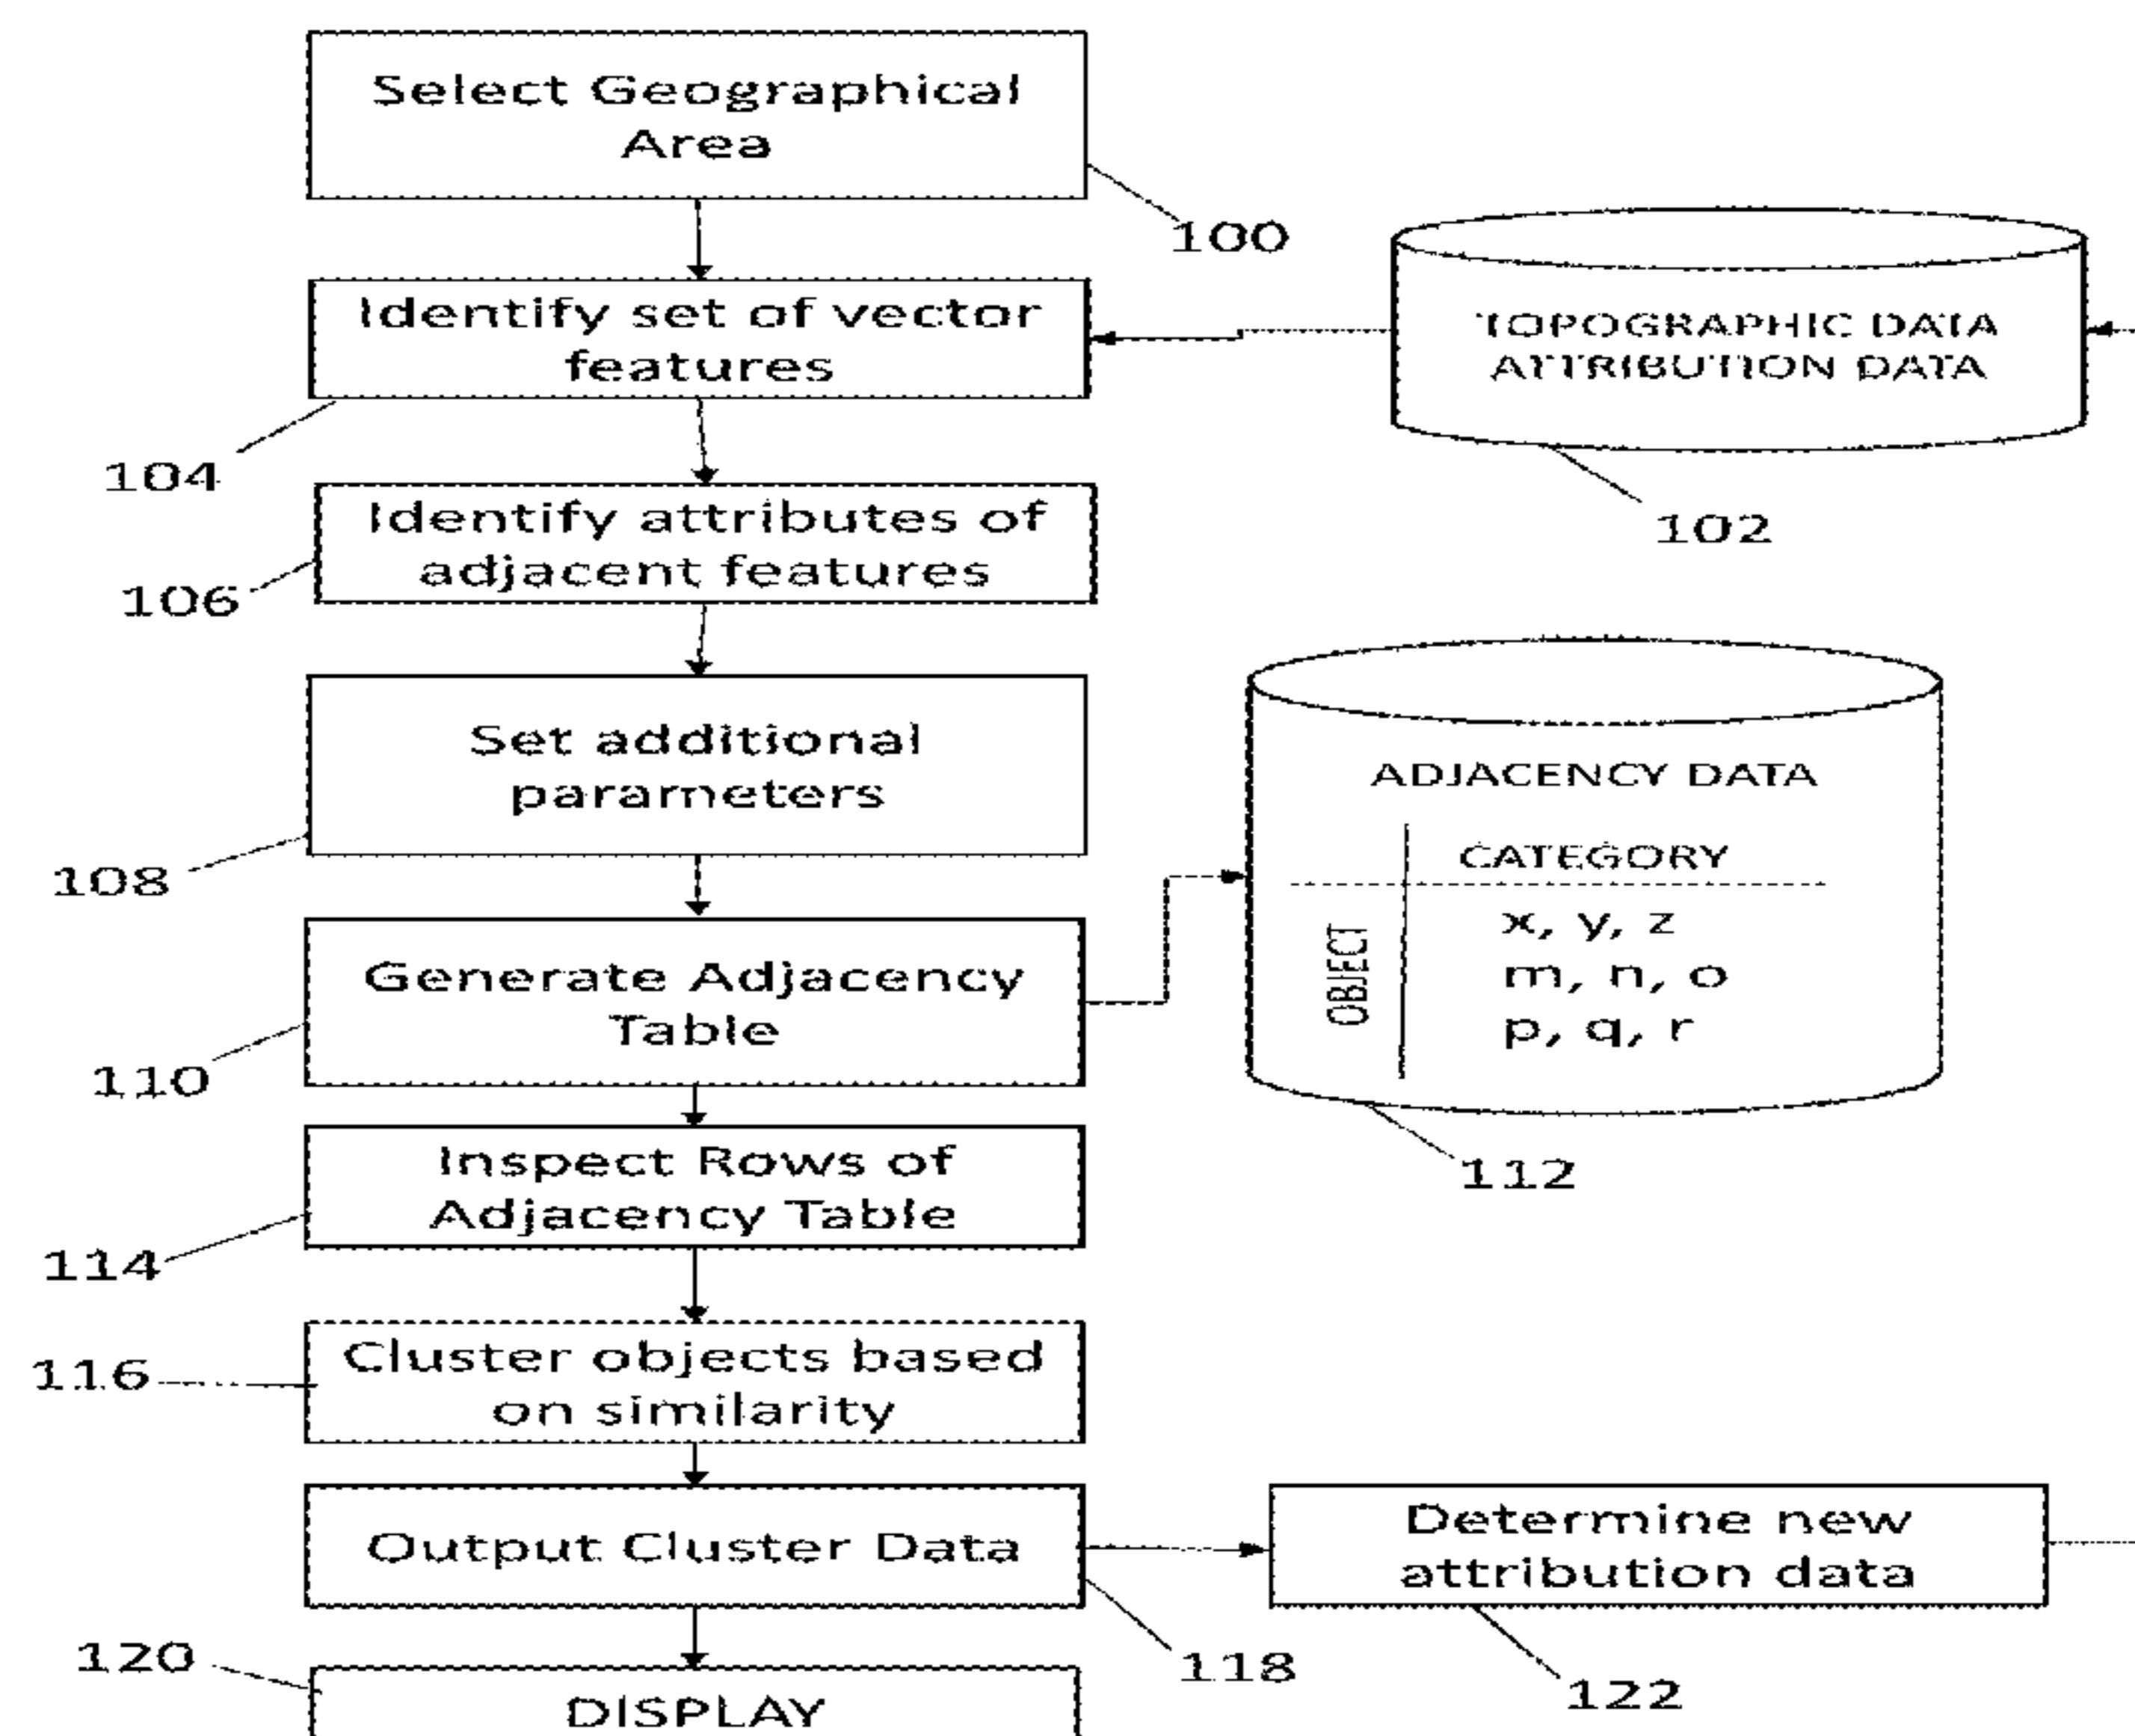 Select Geographical
Area
100
Identify set of vector
features
104
TOPOGRAPHIC DATA
ATTRIBUTION DATA
102
Identify attributes of
adjacent features
106
Set additional
parameters
108
ADJACENCY DATA
CATEGORY
OBJECT
x, y, z
m, n, o
p, q, r
112
Generate Adjacency
Table
110
Inspect Rows of
Adjacency Table
114
Cluster objects based
on similarity
116
Output Cluster Data
118
Determine new
attribution data
122
120
DISPLAY